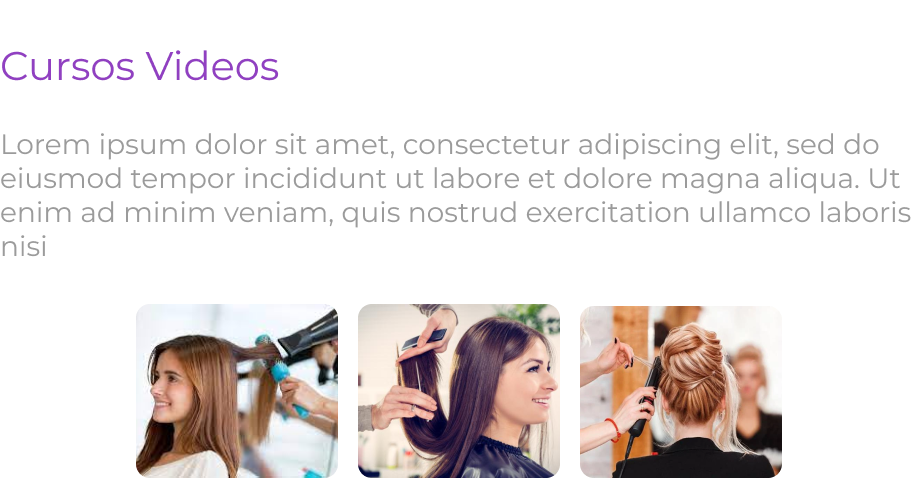 Cursos Videos
Lorem ipsum dolor sit amet, consectetur adipiscing elit, sed do
eiusmod tempor incididunt ut labore et dolore magna aliqua. Ut
enim ad minim veniam, quis nostrud exercitation ullamco laboris
nisi